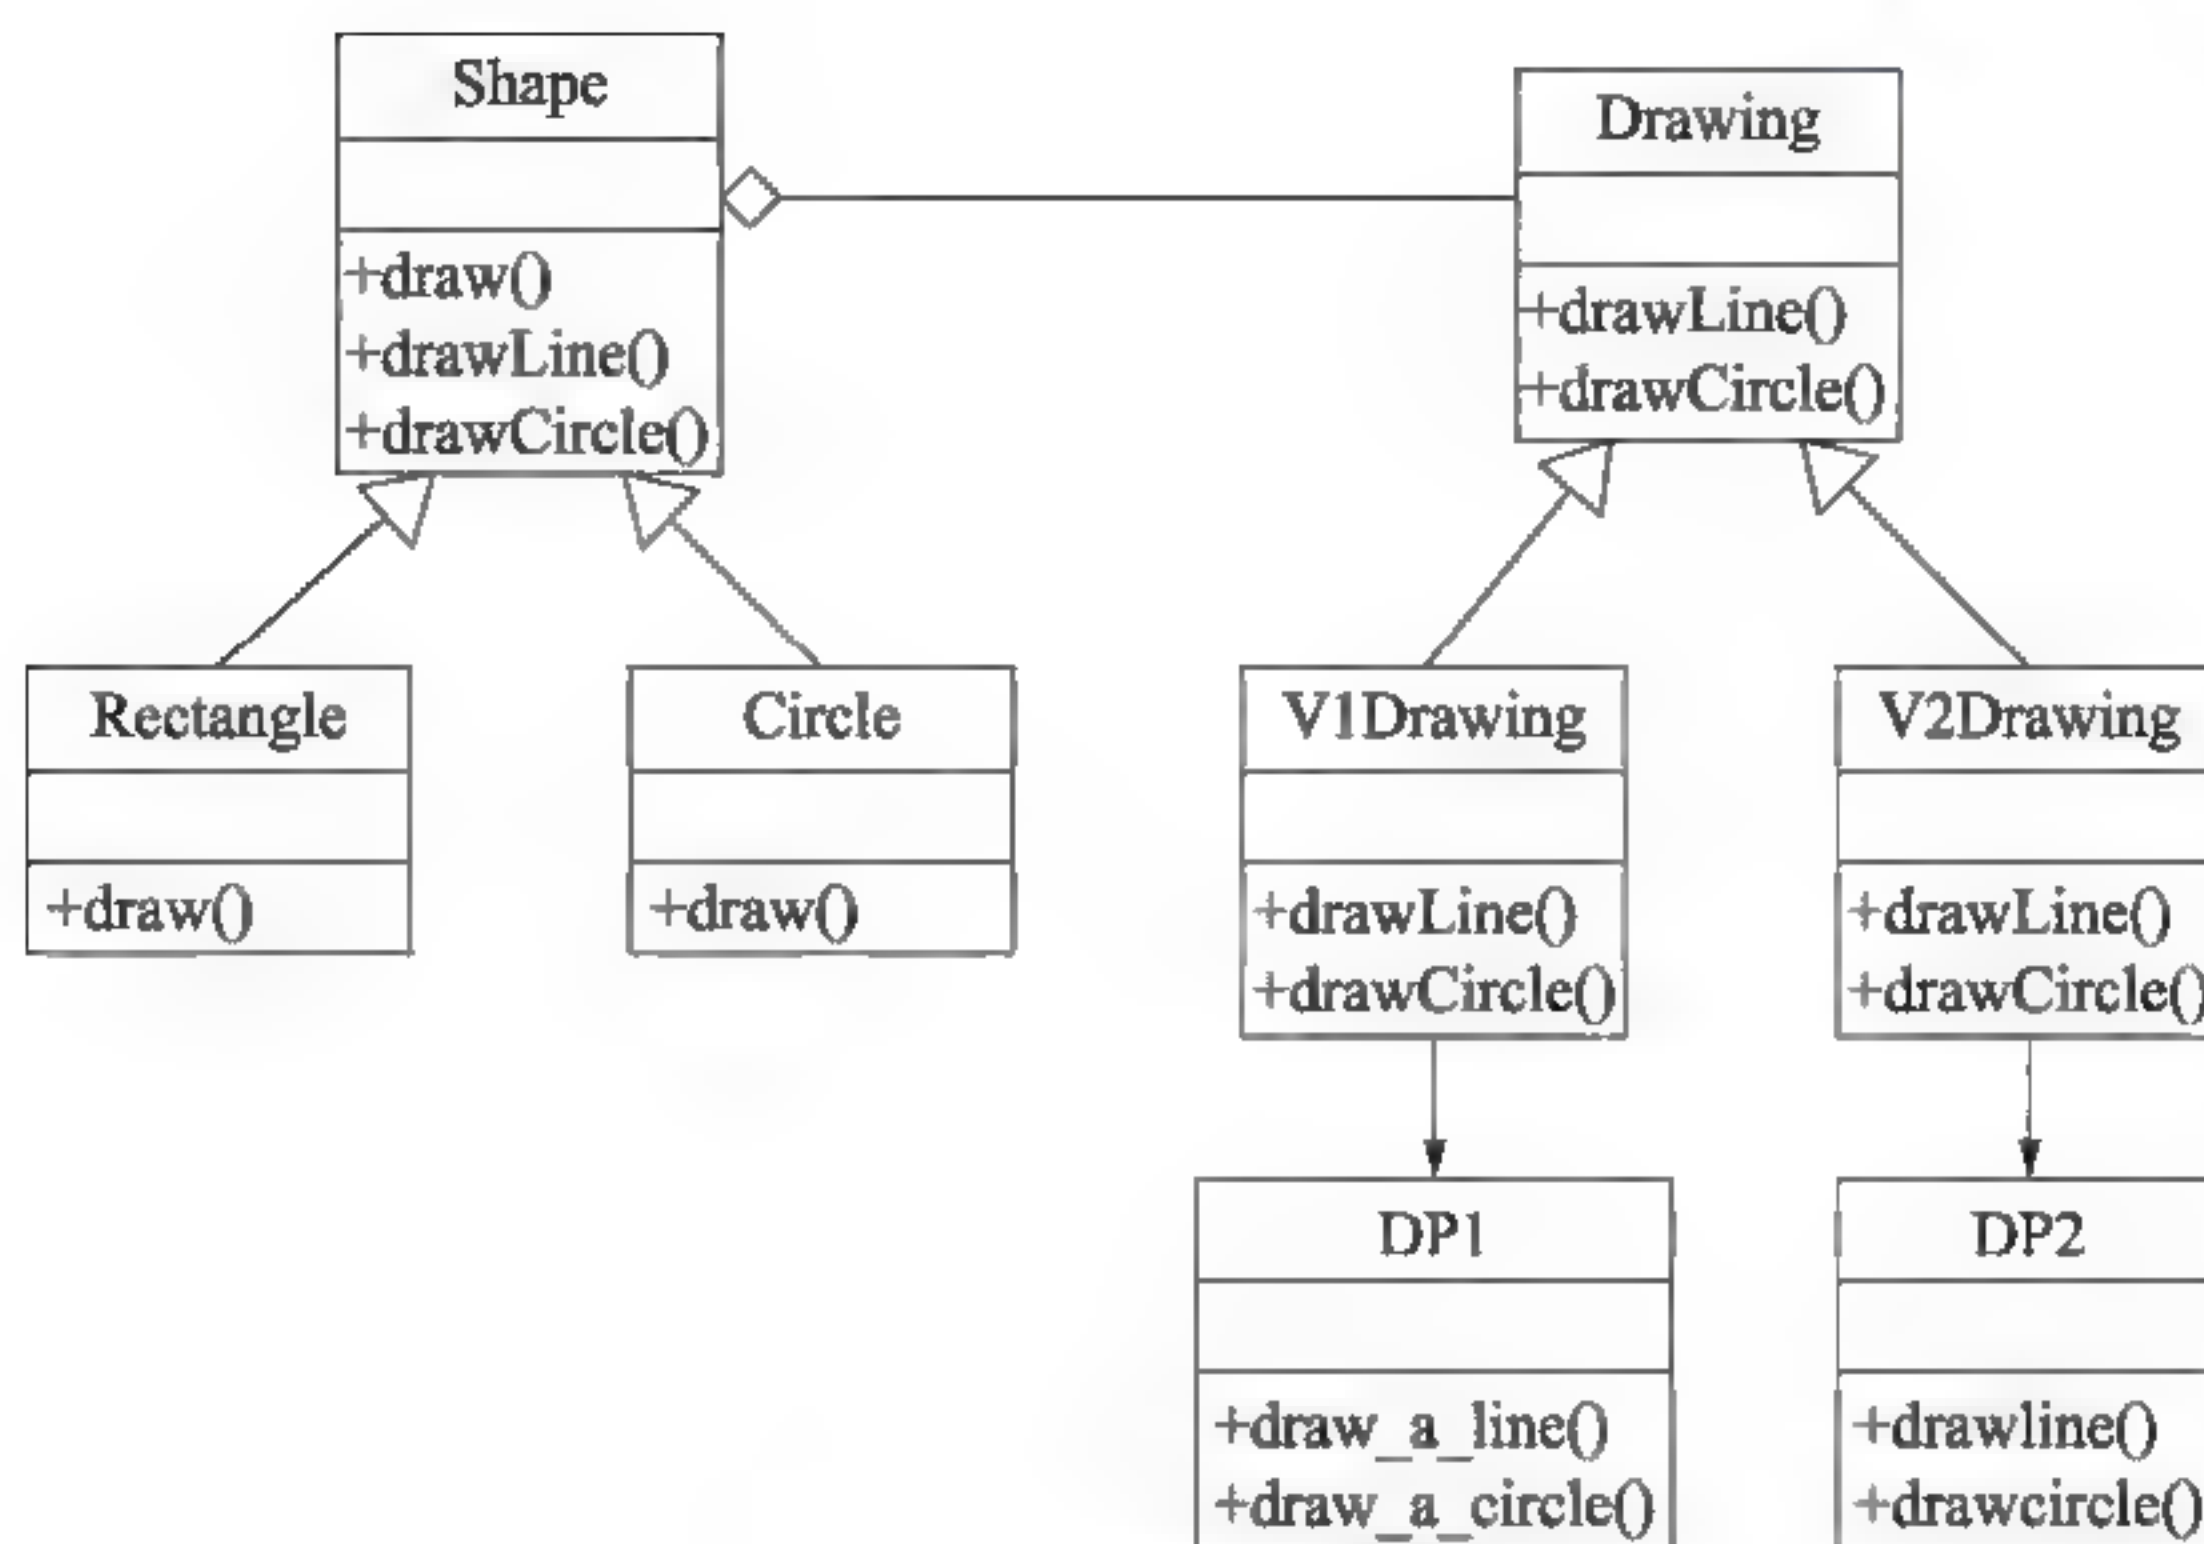 Shape
+draw()
+drawLine()
+drawCircle()
Drawing
+drawLine()
+drawCircle()
Rectangle
+draw()
Circle
+draw()
V1Drawing
+drawLine()
+drawCircle()
V2Drawing
+drawLine()
+drawCircle()
DP1
+draw_a_line()
+draw_a_circle()
DP2
+drawline()
+drawcircle()